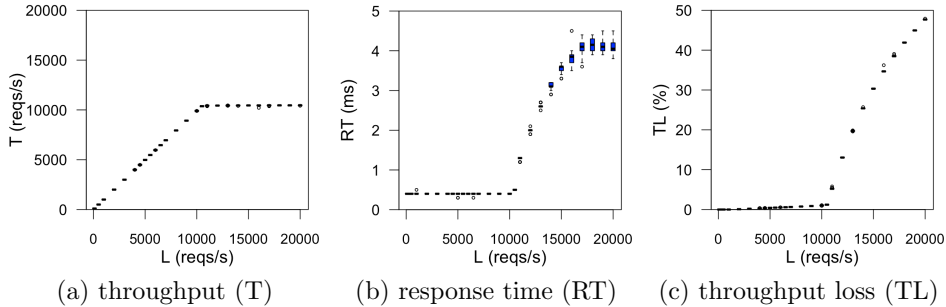 20000
15000
10000
5000
0
T (reqs/s)
0 5000 10000 15000 20000
L (reqs/s)
(a) throughput (T)
5
4
3
2
1
0
RT (ms)
0 5000 10000 15000 20000
L (reqs/s)
(b) response time (RT)
50
40
30
20
10
0
TL (%)
0 5000 10000 15000 20000
L (reqs/s)
(c) throughput loss (TL)